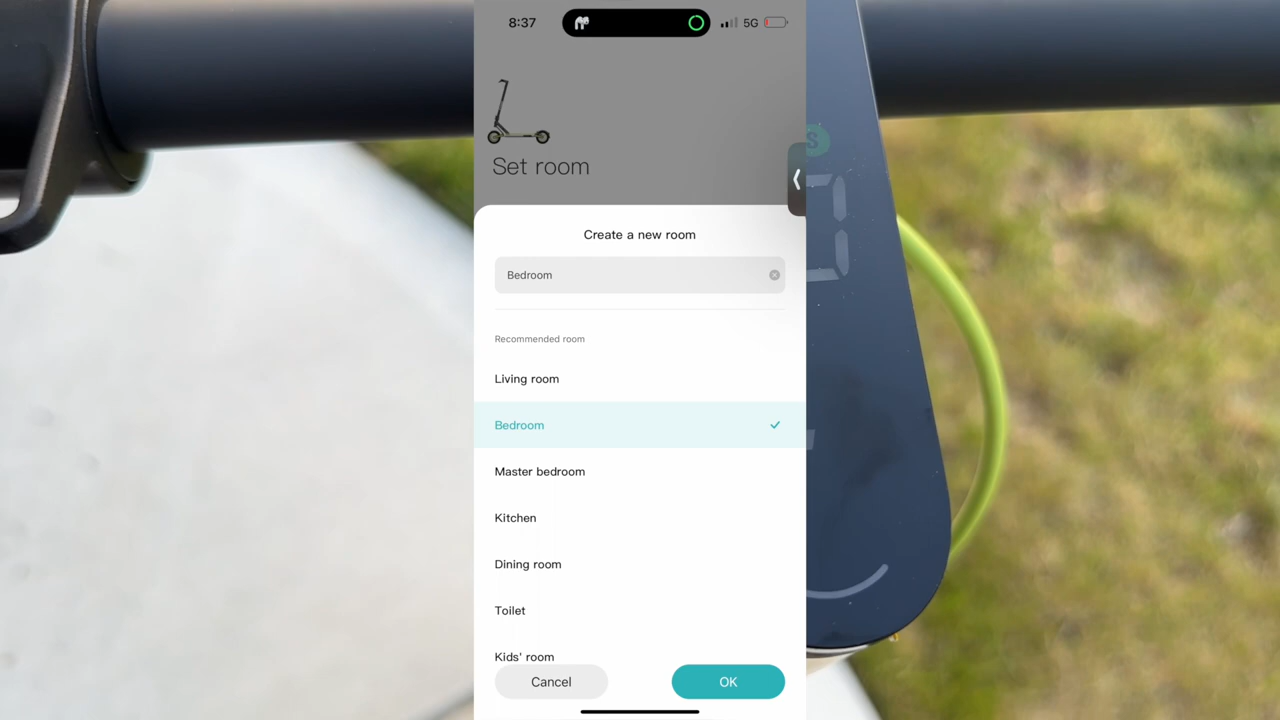 8:37
5G
Set room
S
Create a new room
Bedroom
Recommended room
Living room
Bedroom
Master bedroom
Kitchen
Dining room
Toilet
Kids' room
Cancel
OK